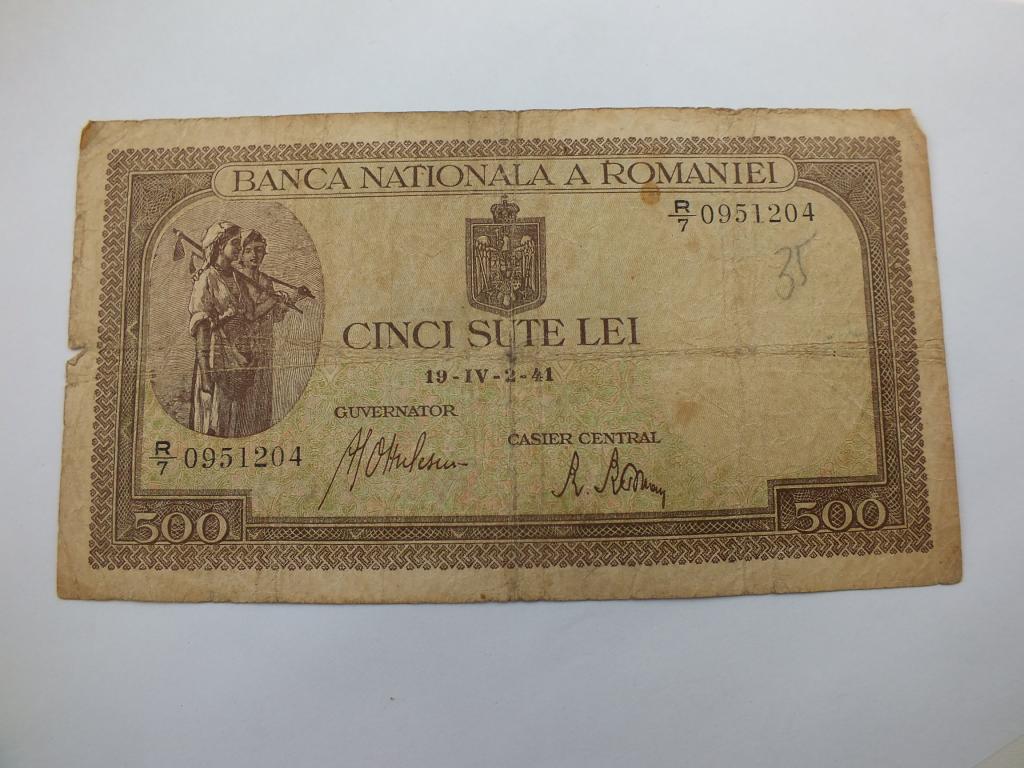 BANCA NATIONALA A ROMANIEI
R/7 0951204
35
CINCI SUTE LEI
19-IV-2-41
GUVERNATOR
CASIER CENTRAL
R/7 0951204
500
500